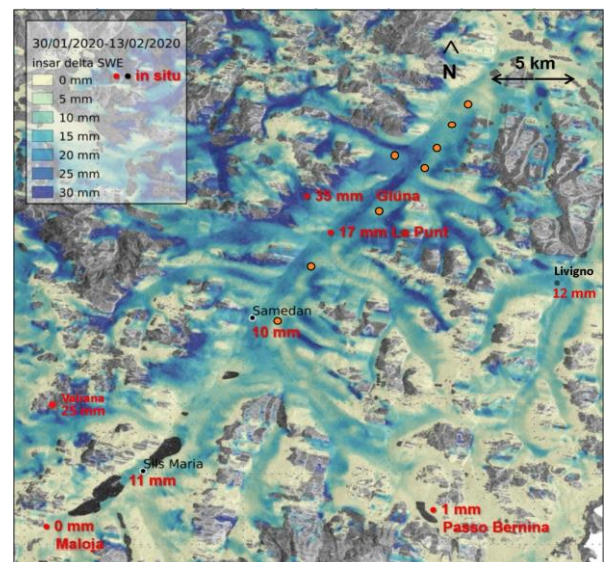 30/01/2020-13/02/2020
insar delta SWE
0 mm
5 mm
10 mm
15 mm
20 mm
25 mm
30 mm
in situ
N
5 km
35 mm Glüna
17 mm La Punt
Livigno
12 mm
Samedan
10 mm
25 mm
Sils Maria
11 mm
0 mm
Maloja
1 mm
Passo Bernina